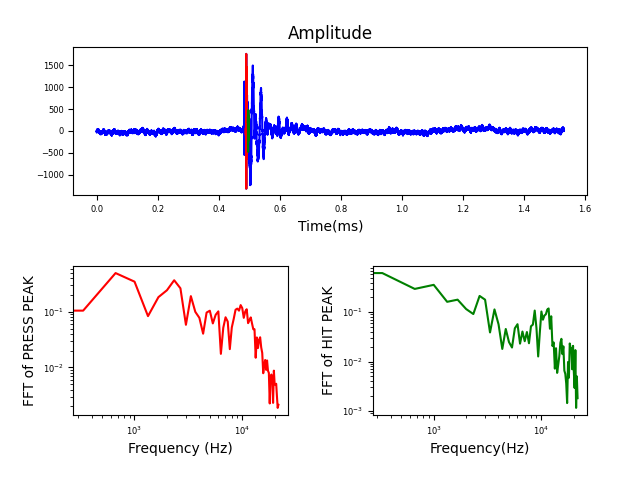 Amplitude
1500
1000
500
0
−500
−1000
0.0 0.2 0.4 0.6 0.8 1.0 1.2 1.4 1.6
Time(ms)
FFT of PRESS PEAK
10⁻¹
10⁻²
10³ 10⁴
Frequency (Hz)
FFT of HIT PEAK
10⁻¹
10⁻²
10⁻³
10³ 10⁴
Frequency(Hz)